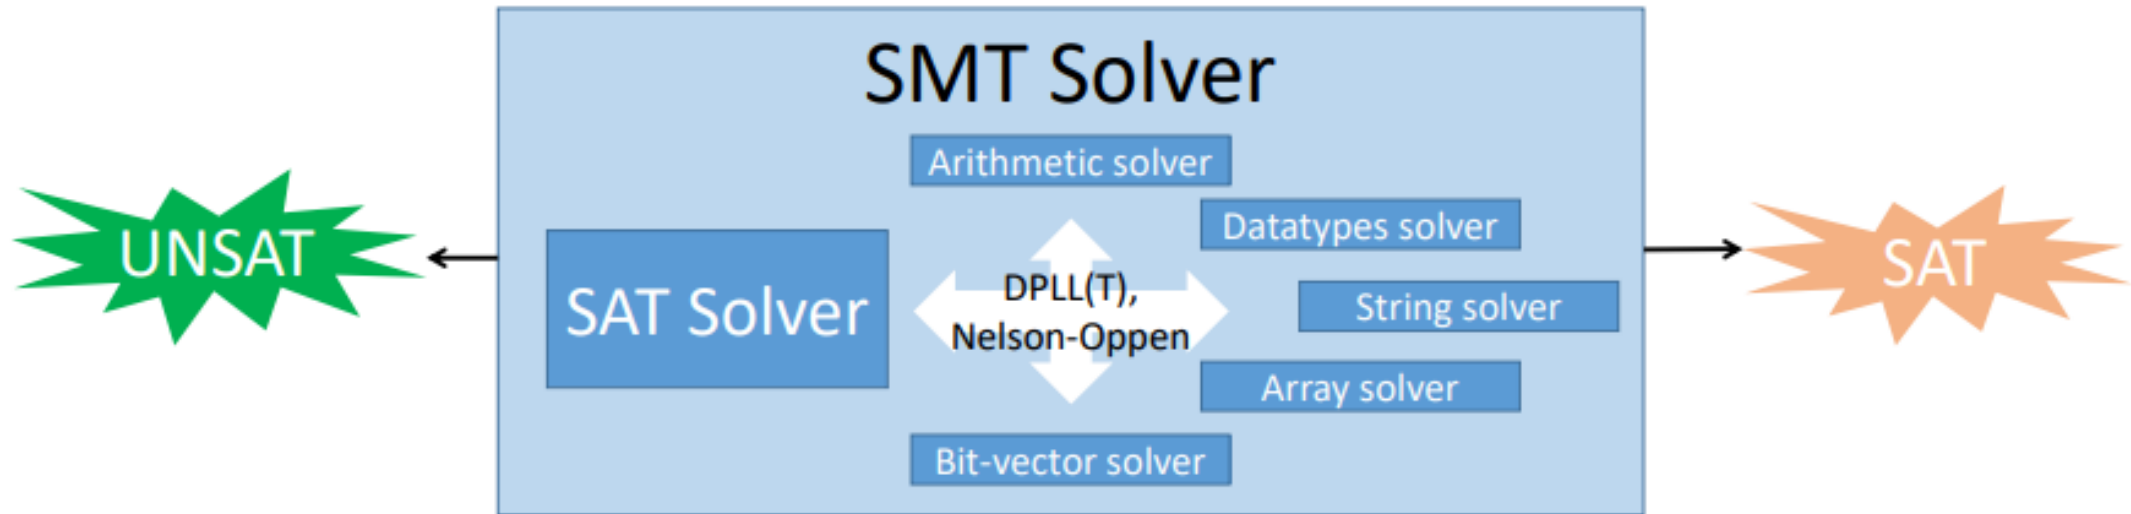 SMT Solver
Arithmetic solver
Datatypes solver
UNSAT
SAT Solver
DPLL(T),
Nelson-Oppen
String solver
SAT
Array solver
Bit-vector solver